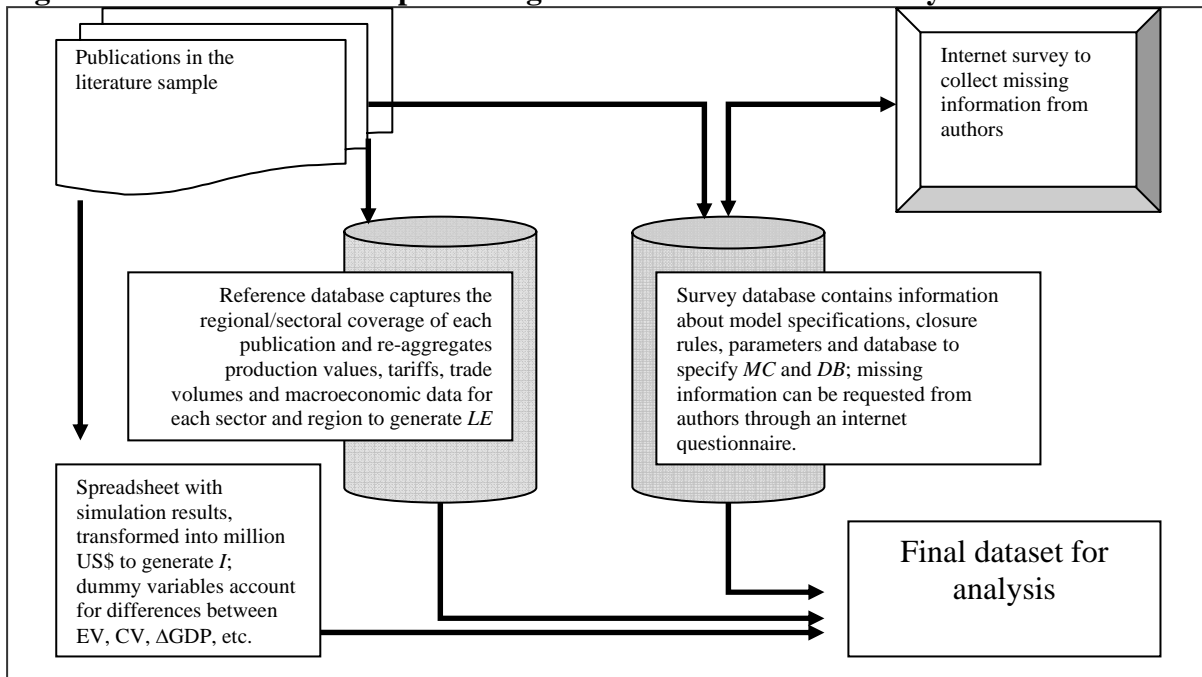 Publications in the
literature sample
Internet survey to
collect missing
information from
authors
Reference database captures the
regional/sectoral coverage of each
publication and re-aggregates
production values, tariffs, trade
volumes and macroeconomic data for
each sector and region to generate LE
Survey database contains information
about model specifications, closure
rules, parameters and database to
specify MC and DB; missing
information can be requested from
authors through an internet
questionnaire.
Spreadsheet with
simulation results,
transformed into million
US$ to generate I;
dummy variables account
for differences between
EV, CV, ΔGDP, etc.
Final dataset for
analysis